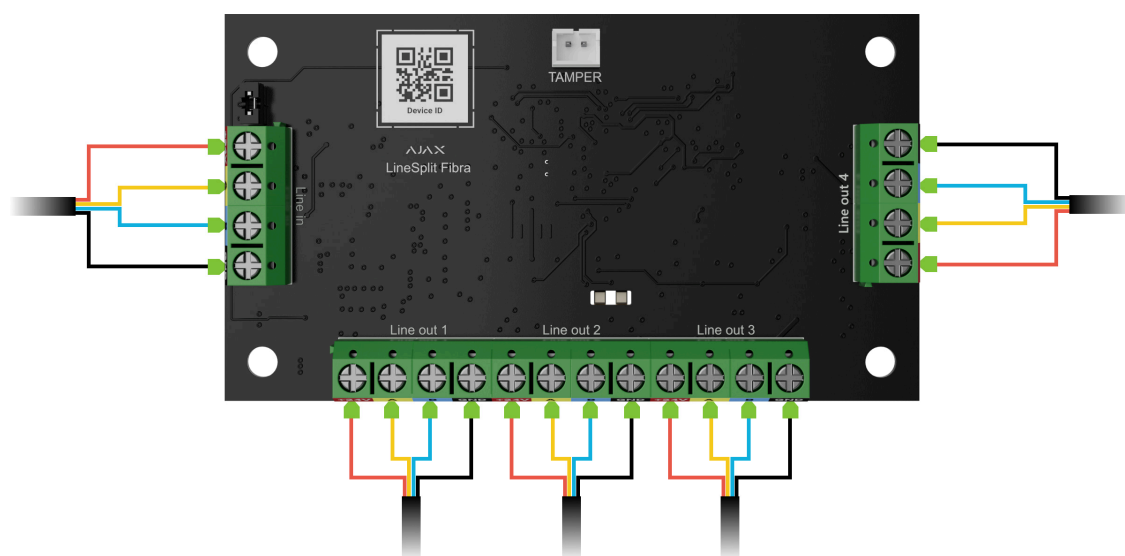 TAMPER
Device ID
AJAX
LineSplit Fibra
Line in
Line out 4
Line out 1 Line out 2 Line out 3